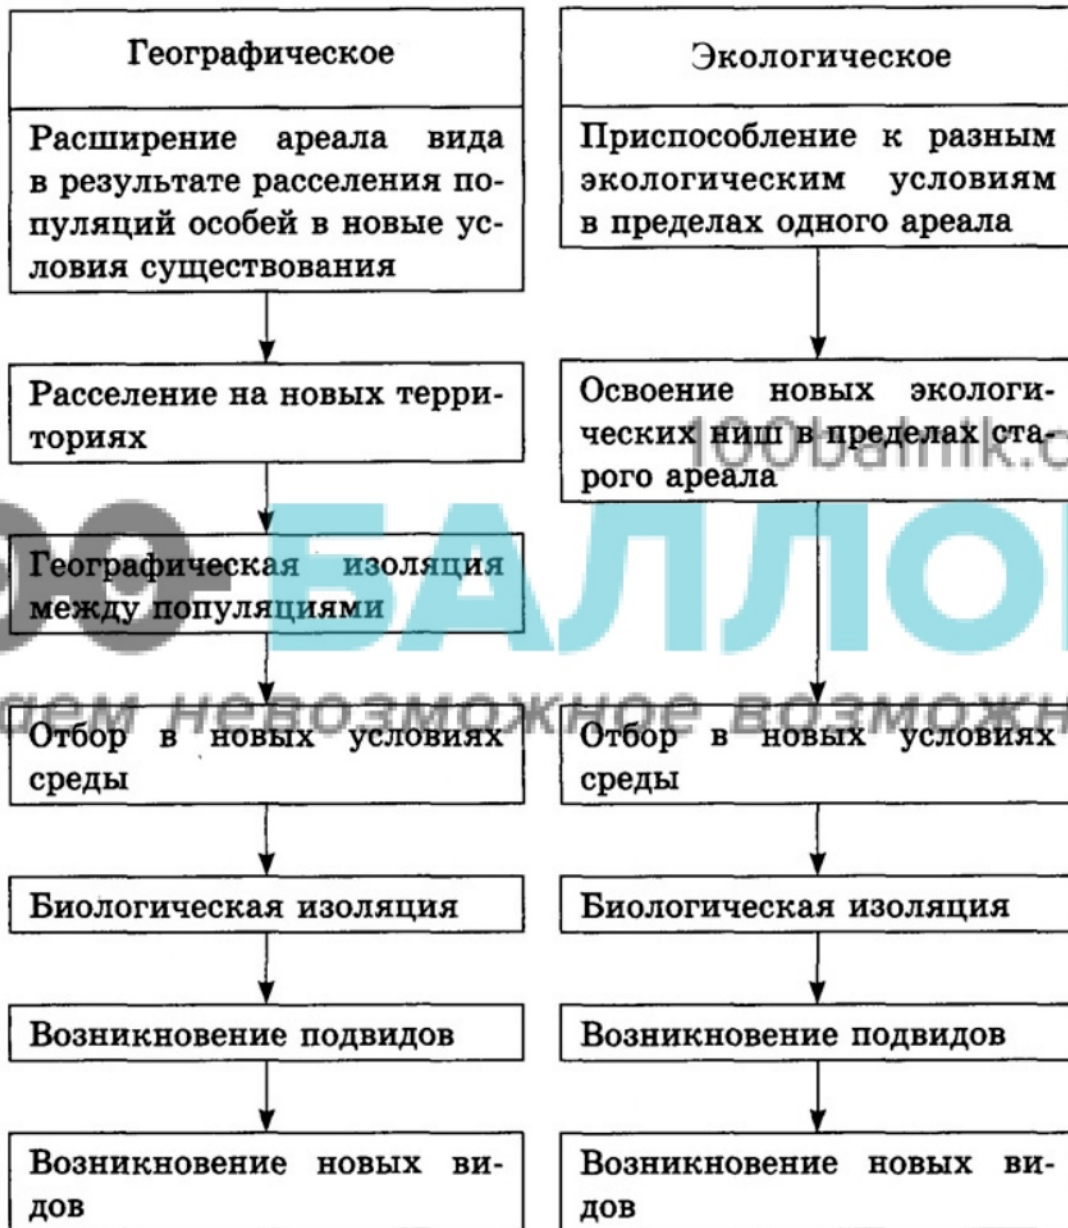 Географическое
Расширение ареала вида
в результате расселения по-
пуляций особей в новые ус-
ловия существования
Расселение на новых терри-
ториях
Географическая изоляция
между популяциями
Отбор в новых условиях
среды
Биологическая изоляция
Возникновение подвидов
Возникновение новых ви-
дов
Экологическое
Приспособление к разным
экологическим условиям
в пределах одного ареала
Освоение новых экологи-
ческих ниш в пределах ста-
рого ареала
Отбор в новых условиях
среды
Биологическая изоляция
Возникновение подвидов
Возникновение новых ви-
дов
100balnik.c
БАЛЛО
невозможное возможн